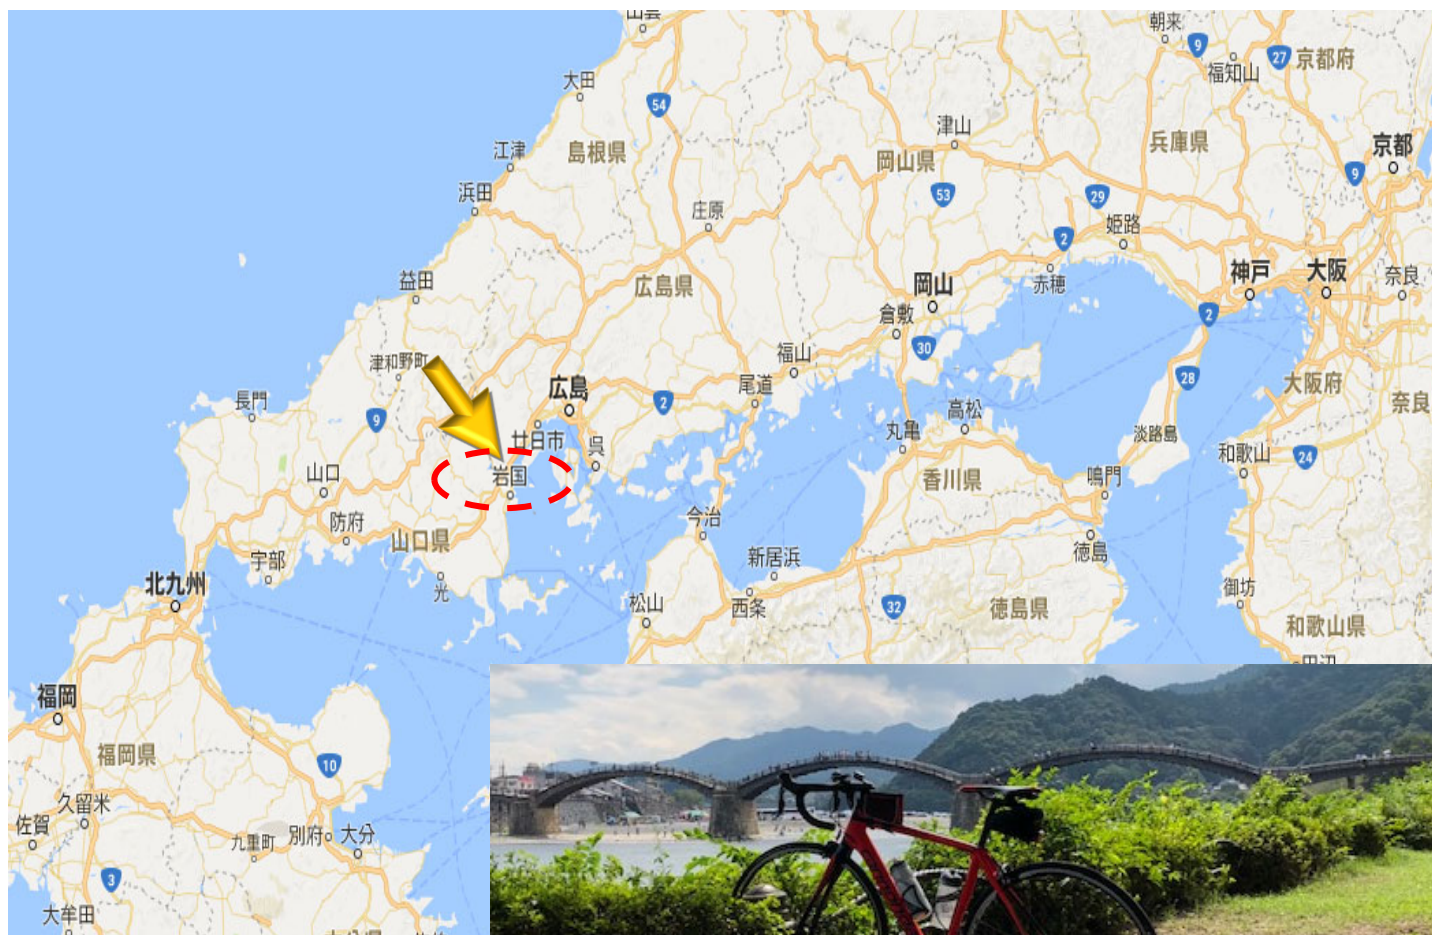 朝来
9
27
京都府
福知山
大田
54
津山
兵庫県
京都
江津
島根県
岡山県
9
浜田
53
29
庄原
姫路
2
益田
広島県
岡山
赤穂
神戸
大阪
奈良
倉敷
2
津和野町
福山
30
長門
9
広島
2
尾道
28
大阪府
奈良
高松
廿日市
呉
丸亀
淡路島
和歌山
24
山口
岩国
香川県
鳴門
防府
山口県
今治
宇部
新居浜
徳島
北九州
光
松山
西条
32
徳島県
御坊
和歌山県
福岡
福岡県
10
久留米
佐賀
九重町
別府
大分
3
大牟田